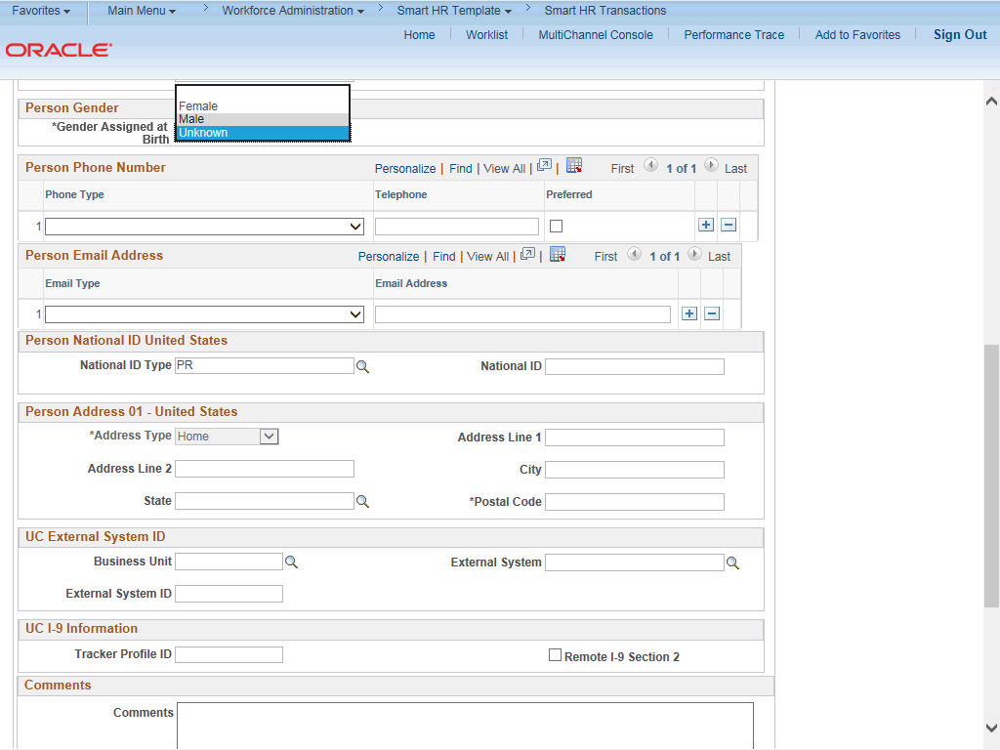 Favorites Main Menu > Workforce Administration > Smart HR Template > Smart HR Transactions
Home Worklist MultiChannel Console Performance Trace Add to Favorites Sign Out
ORACLE
Person Gender
*Gender Assigned at Birth
Female
Male
Unknown
Person Phone Number Personalize | Find | View All | | First 1 of 1 Last
Phone Type Telephone Preferred
1
Person Email Address Personalize | Find | View All | | First 1 of 1 Last
Email Type Email Address
1
Person National ID United States
National ID Type PR National ID
Person Address 01 - United States
*Address Type Home Address Line 1
Address Line 2 City
State *Postal Code
UC External System ID
Business Unit External System
External System ID
UC I-9 Information
Tracker Profile ID Remote I-9 Section 2
Comments
Comments